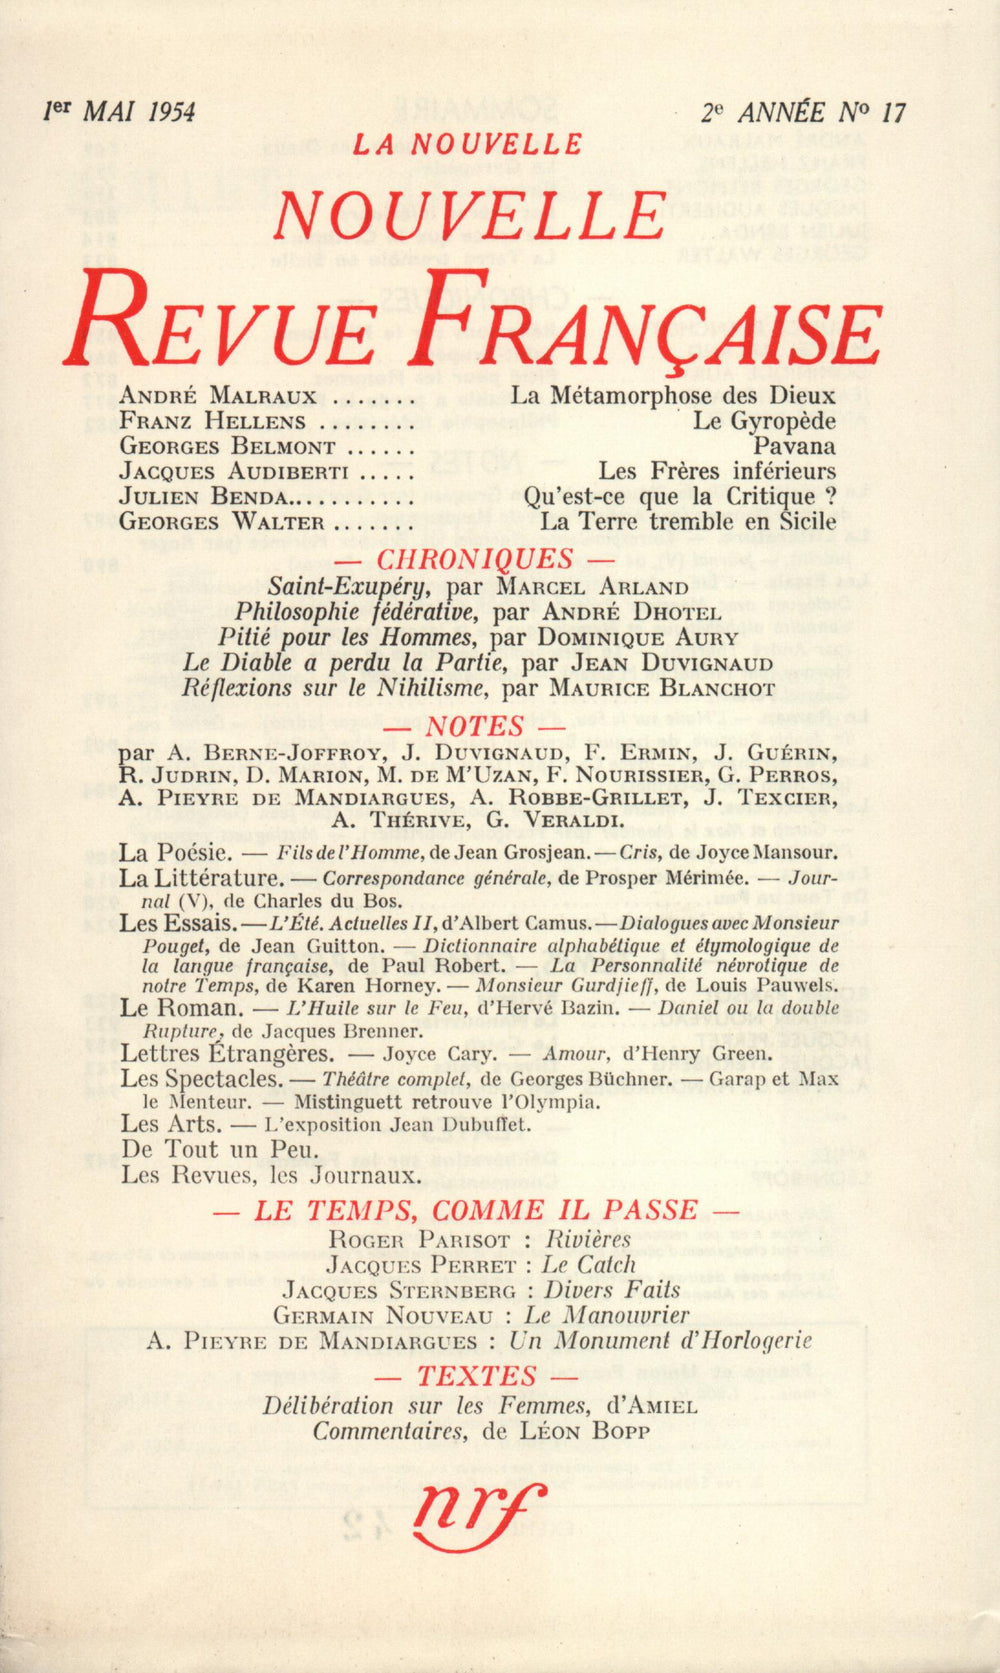 1er MAI 1954 2e ANNÉE No 17
LA NOUVELLE
NOUVELLE
REVUE FRANÇAISE
ANDRÉ MALRAUX ....... La Métamorphose des Dieux
FRANZ HELLENS ........ Le Gyropède
GEORGES BELMONT ...... Pavana
JACQUES AUDIBERTI ..... Les Frères inférieurs
JULIEN BENDA........... Qu'est-ce que la Critique ?
GEORGES WALTER ....... La Terre tremble en Sicile
— CHRONIQUES —
Saint-Exupéry, par MARCEL ARLAND
Philosophie fédérative, par ANDRÉ DHOTEL
Pitié pour les Hommes, par DOMINIQUE AURY
Le Diable a perdu la Partie, par JEAN DUVIGNAUD
Réflexions sur le Nihilisme, par MAURICE BLANCHOT
— NOTES —
par A. BERNE-JOFFROY, J. DUVIGNAUD, F. ERMIN, J. GUÉRIN,
R. JUDRIN, D. MARION, M. DE M'UZAN, F. NOURISSIER, G. PERROS,
A. PIEYRE DE MANDIARGUES, A. ROBBE-GRILLET, J. TEXCIER,
A. THÉRIVE, G. VERALDI.
La Poésie. — Fils de l'Homme, de Jean Grosjean. — Cris, de Joyce Mansour.
La Littérature. — Correspondance générale, de Prosper Mérimée. — Jour-
nal (V), de Charles du Bos.
Les Essais. — L'Été. Actuelles II, d'Albert Camus. — Dialogues avec Monsieur
Pouget, de Jean Guitton. — Dictionnaire alphabétique et étymologique de
la langue française, de Paul Robert. — La Personnalité névrotique de
notre Temps, de Karen Horney. — Monsieur Gurdjieff, de Louis Pauwels.
Le Roman. — L'Huile sur le Feu, d'Hervé Bazin. — Daniel ou la double
Rupture, de Jacques Brenner.
Lettres Étrangères. — Joyce Cary. — Amour, d'Henry Green.
Les Spectacles. — Théâtre complet, de Georges Büchner. — Garap et Max
le Menteur. — Mistinguett retrouve l'Olympia.
Les Arts. — L'exposition Jean Dubuffet.
De Tout un Peu.
Les Revues, les Journaux.
— LE TEMPS, COMME IL PASSE —
ROGER PARISOT : Rivières
JACQUES PERRET : Le Catch
JACQUES STERNBERG : Divers Faits
GERMAIN NOUVEAU : Le Manouvrier
A. PIEYRE DE MANDIARGUES : Un Monument d'Horlogerie
— TEXTES —
Délibération sur les Femmes, d'AMIEL
Commentaires, de LÉON BOPP
nrf